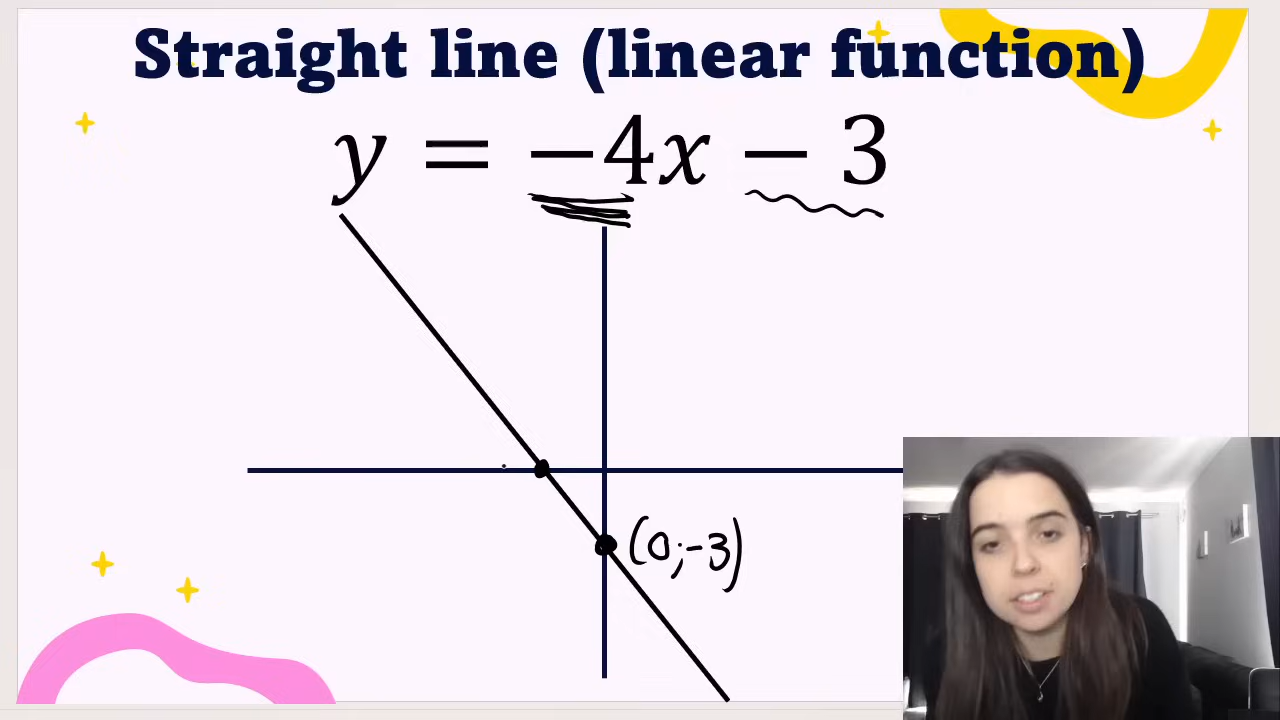 Straight line (linear function)
y = −4x − 3
(0;-3)